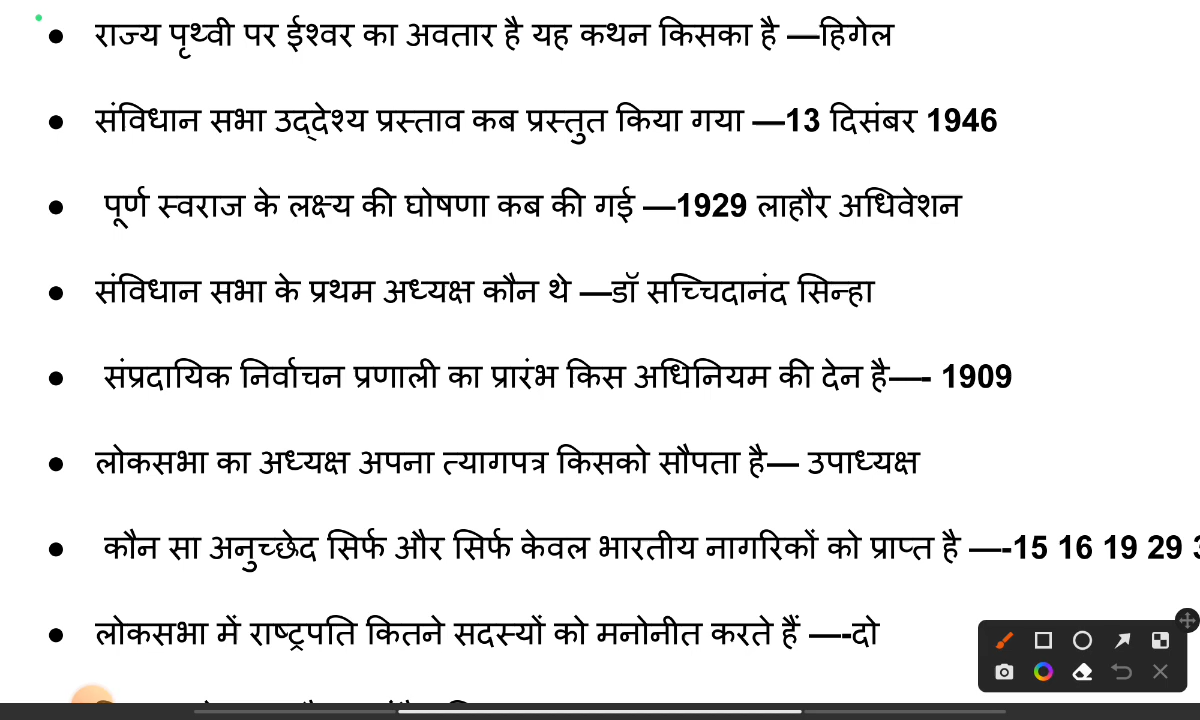 ● राज्य पृथ्वी पर ईश्वर का अवतार है यह कथन किसका है —हिगेल
● संविधान सभा उद्देश्य प्रस्ताव कब प्रस्तुत किया गया —13 दिसंबर 1946
● पूर्ण स्वराज के लक्ष्य की घोषणा कब की गई —1929 लाहौर अधिवेशन
● संविधान सभा के प्रथम अध्यक्ष कौन थे —डॉ सच्चिदानंद सिन्हा
● संप्रदायिक निर्वाचन प्रणाली का प्रारंभ किस अधिनियम की देन है—- 1909
● लोकसभा का अध्यक्ष अपना त्यागपत्र किसको सौपता है— उपाध्यक्ष
● कौन सा अनुच्छेद सिर्फ और सिर्फ केवल भारतीय नागरिकों को प्राप्त है —-15 16 19 29
● लोकसभा में राष्ट्रपति कितने सदस्यों को मनोनीत करते हैं —-दो